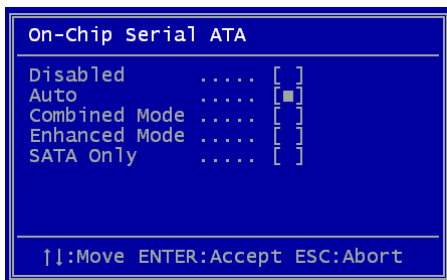 On-Chip Serial ATA
Disabled ..... [ ]
Auto ..... [■]
Combined Mode ..... [ ]
Enhanced Mode ..... [ ]
SATA Only ..... [ ]
↑↓:Move ENTER:Accept ESC:Abort